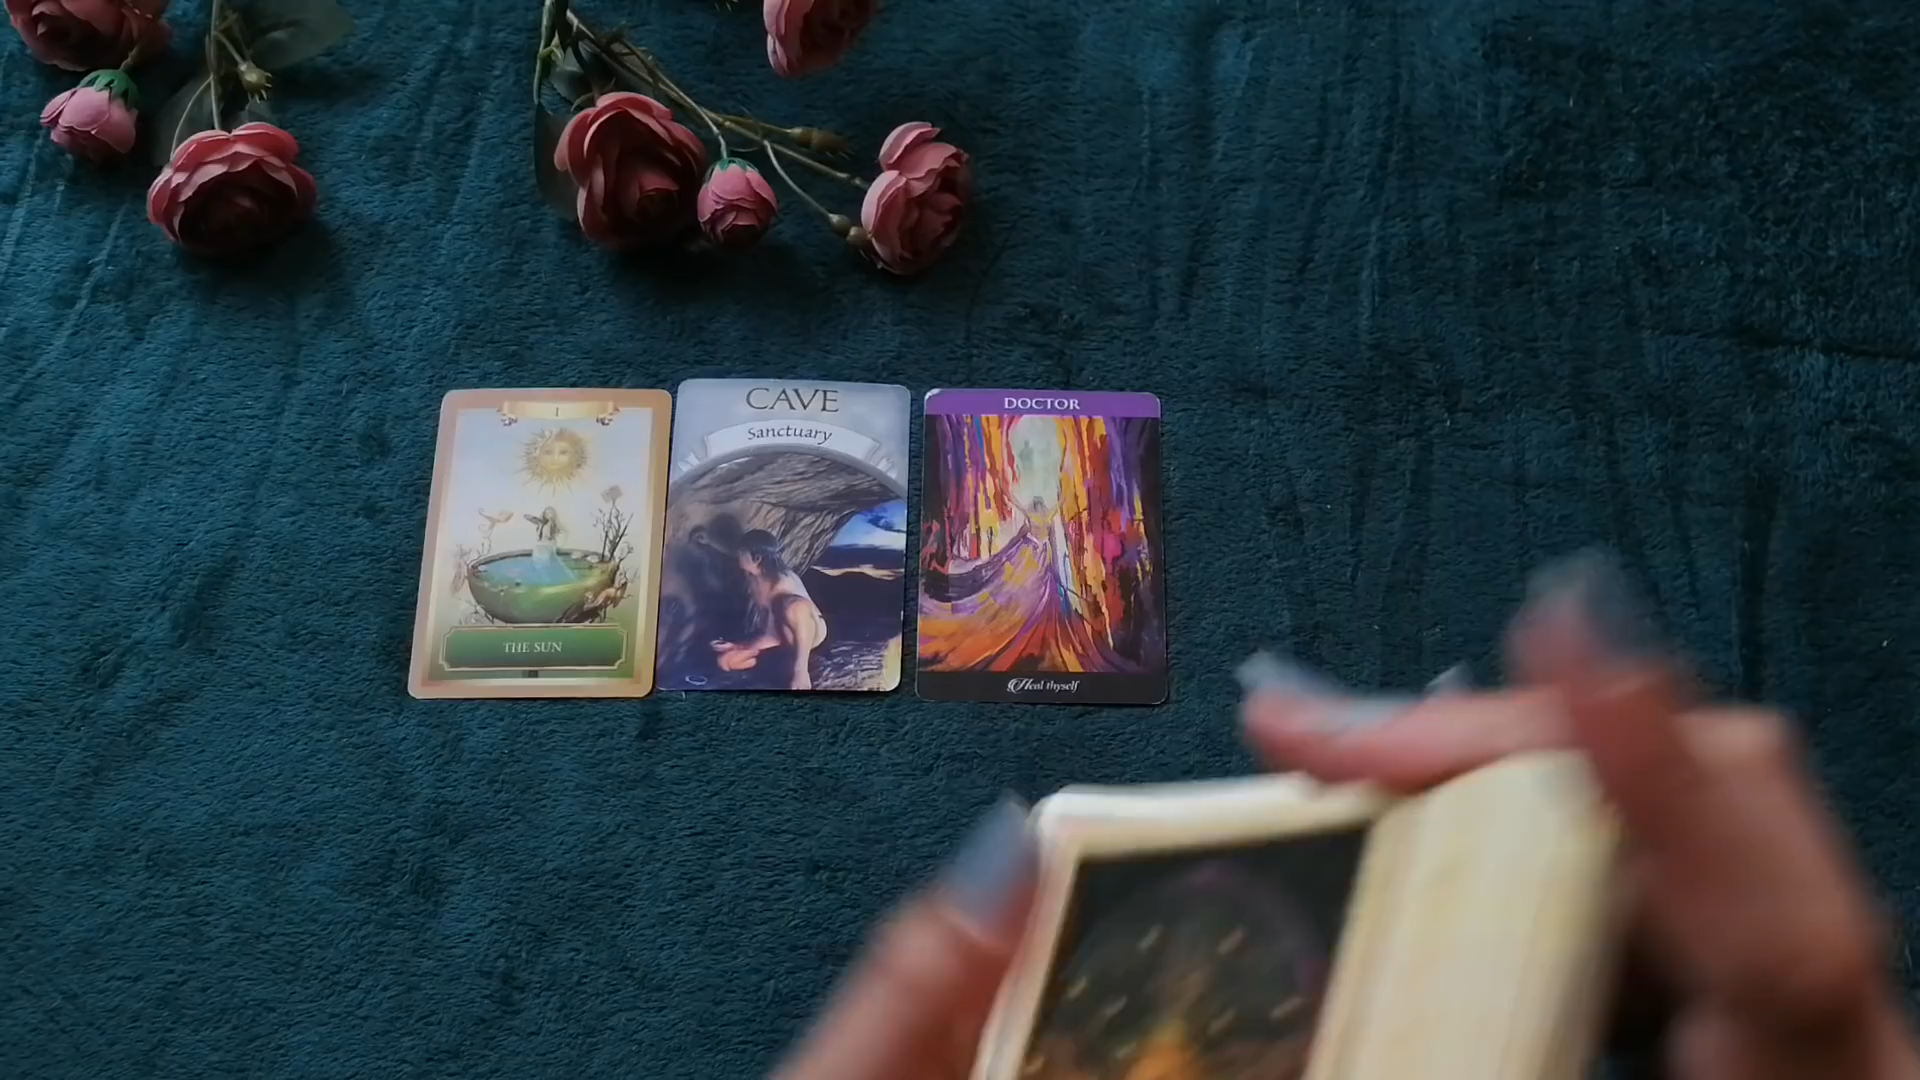 I
THE SUN
CAVE
Sanctuary
DOCTOR
Heal thyself